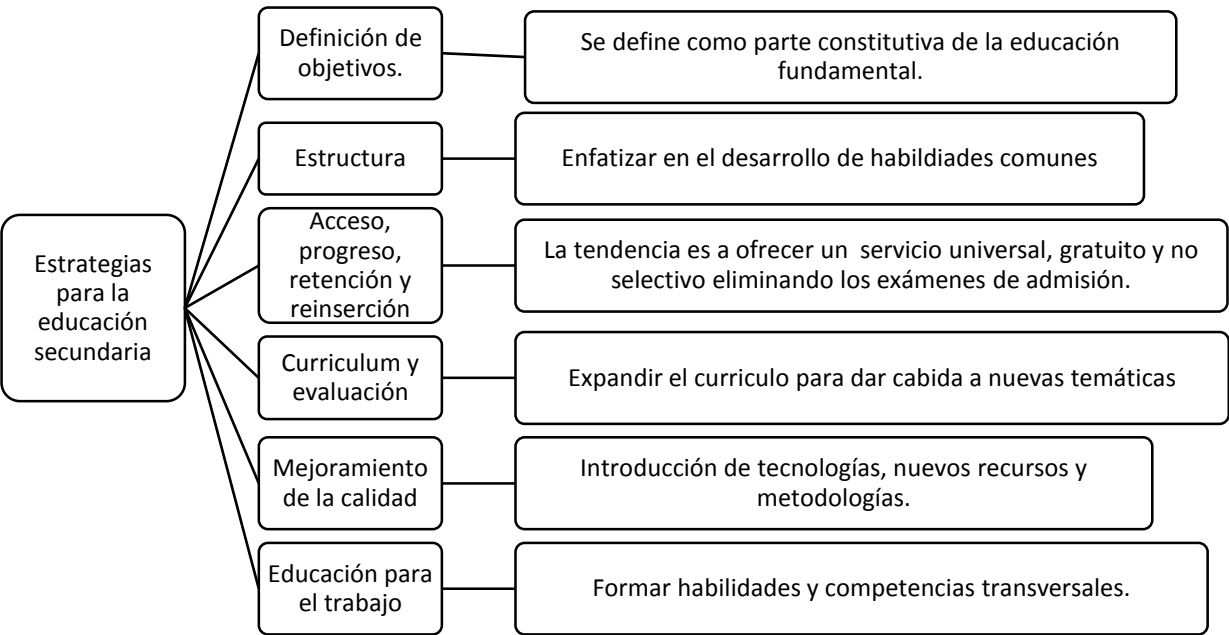 Estrategias
para la
educación
secundaria
Definición de
objetivos.
Se define como parte constitutiva de la educación
fundamental.
Estructura
Enfatizar en el desarrollo de habildiades comunes
Acceso,
progreso,
retención y
reinserción
La tendencia es a ofrecer un servicio universal, gratuito y no
selectivo eliminando los exámenes de admisión.
Curriculum y
evaluación
Expandir el curriculo para dar cabida a nuevas temáticas
Mejoramiento
de la calidad
Introducción de tecnologías, nuevos recursos y
metodologías.
Educación para
el trabajo
Formar habilidades y competencias transversales.